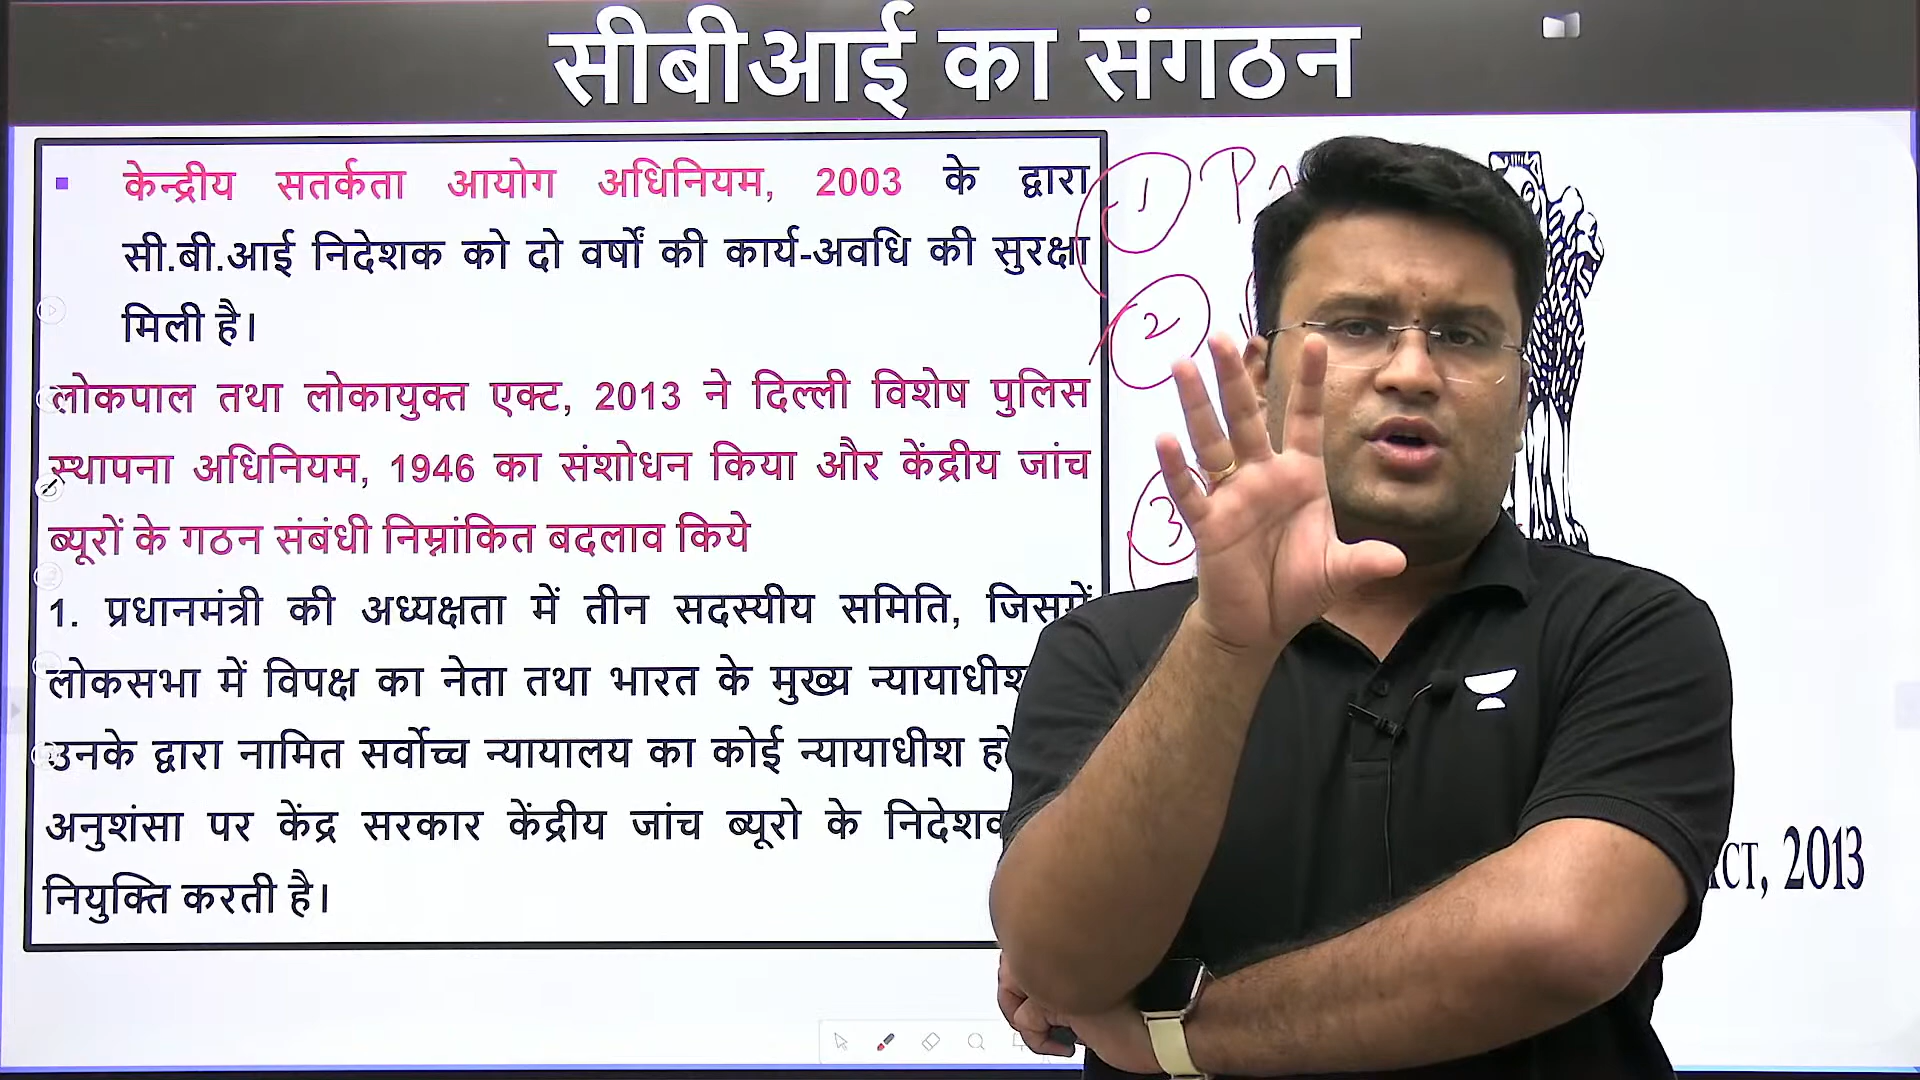 सीबीआई का संगठन
केन्द्रीय सतर्कता आयोग अधिनियम, 2003 के द्वारा
सी.बी.आई निदेशक को दो वर्षों की कार्य-अवधि की सुरक्षा
मिली है।
लोकपाल तथा लोकायुक्त एक्ट, 2013 ने दिल्ली विशेष पुलिस
स्थापना अधिनियम, 1946 का संशोधन किया और केंद्रीय जांच
ब्यूरों के गठन संबंधी निम्नांकित बदलाव किये
1. प्रधानमंत्री की अध्यक्षता में तीन सदस्यीय समिति, जिसमें
लोकसभा में विपक्ष का नेता तथा भारत के मुख्य न्यायाधीश
उनके द्वारा नामित सर्वोच्च न्यायालय का कोई न्यायाधीश
अनुशंसा पर केंद्र सरकार केंद्रीय जांच ब्यूरो के
नियुक्ति करती है।
1 P
2
3
2013